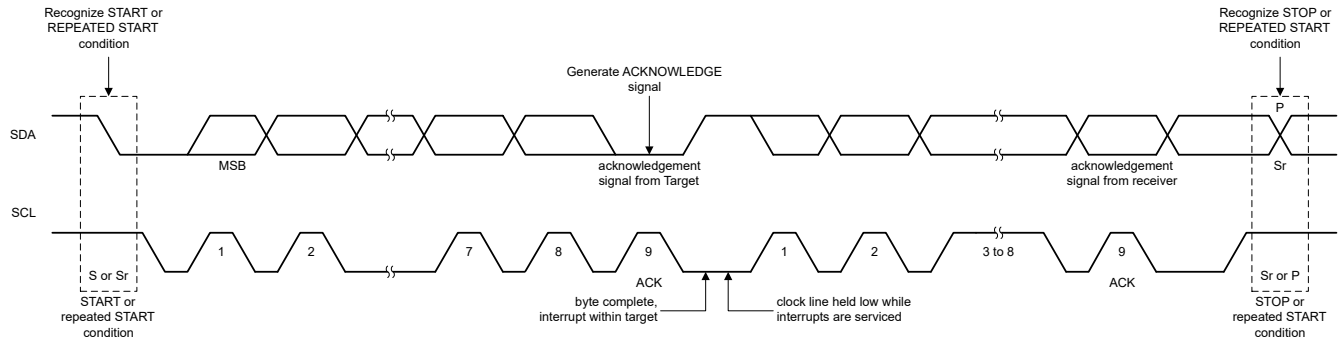 Recognize START or
REPEATED START
condition
Recognize STOP or
REPEATED START
condition
Generate ACKNOWLEDGE
signal
P
SDA
MSB
acknowledgement
signal from Target
acknowledgement
signal from receiver
Sr
SCL
1
2
7
8
9
1
2
3 to 8
9
S or Sr
ACK
ACK
Sr or P
START or
repeated START
condition
byte complete,
interrupt within target
clock line held low while
interrupts are serviced
STOP or
repeated START
condition